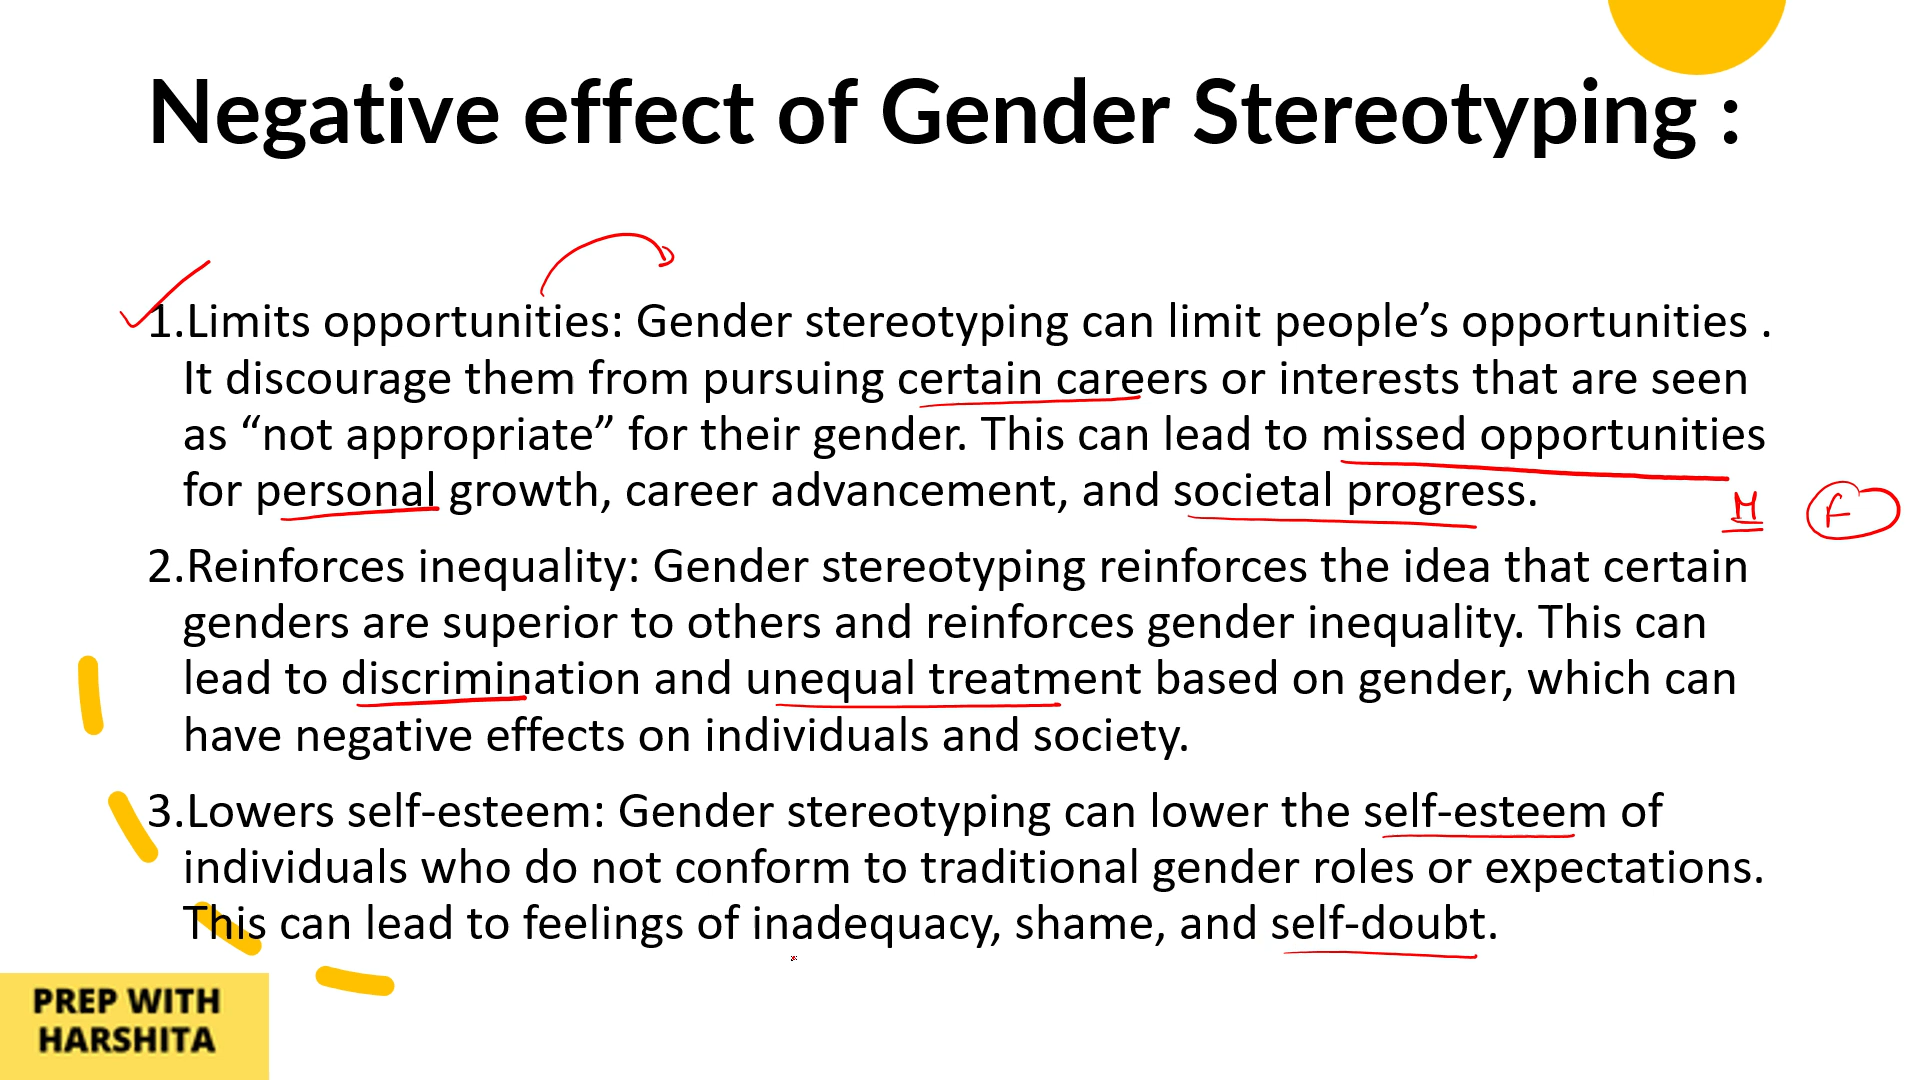 Negative effect of Gender Stereotyping :
1.Limits opportunities: Gender stereotyping can limit people’s opportunities .
It discourage them from pursuing certain careers or interests that are seen
as “not appropriate” for their gender. This can lead to missed opportunities
for personal growth, career advancement, and societal progress.
M F
2.Reinforces inequality: Gender stereotyping reinforces the idea that certain
genders are superior to others and reinforces gender inequality. This can
lead to discrimination and unequal treatment based on gender, which can
have negative effects on individuals and society.
3.Lowers self-esteem: Gender stereotyping can lower the self-esteem of
individuals who do not conform to traditional gender roles or expectations.
This can lead to feelings of inadequacy, shame, and self-doubt.
PREP WITH
HARSHITA